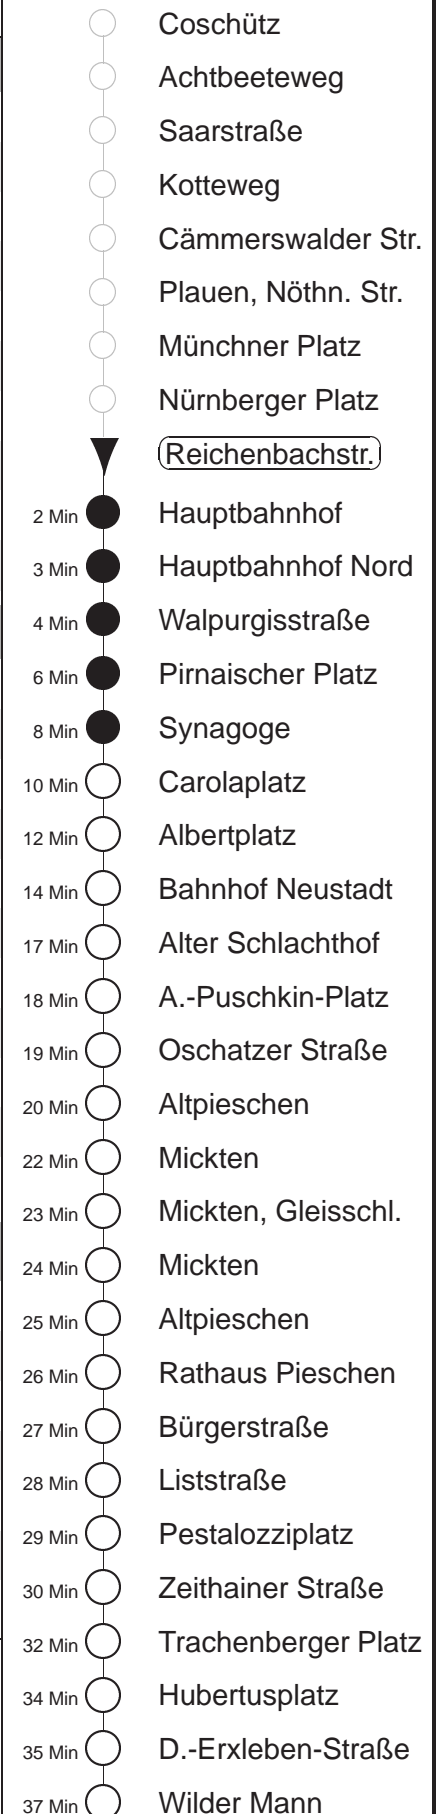 Coschütz
Achtbeeteweg
Saarstraße
Kotteweg
Cämmerswalder Str.
Plauen, Nöthn. Str.
Münchner Platz
Nürnberger Platz
Reichenbachstr.
2 Min Hauptbahnhof
3 Min Hauptbahnhof Nord
4 Min Walpurgisstraße
6 Min Pirnaischer Platz
8 Min Synagoge
10 Min Carolaplatz
12 Min Albertplatz
14 Min Bahnhof Neustadt
17 Min Alter Schlachthof
18 Min A.-Puschkin-Platz
19 Min Oschatzer Straße
20 Min Altpieschen
22 Min Mickten
23 Min Mickten, Gleisschl.
24 Min Mickten
25 Min Altpieschen
26 Min Rathaus Pieschen
27 Min Bürgerstraße
28 Min Liststraße
29 Min Pestalozziplatz
30 Min Zeithainer Straße
32 Min Trachenberger Platz
34 Min Hubertusplatz
35 Min D.-Erxleben-Straße
37 Min Wilder Mann